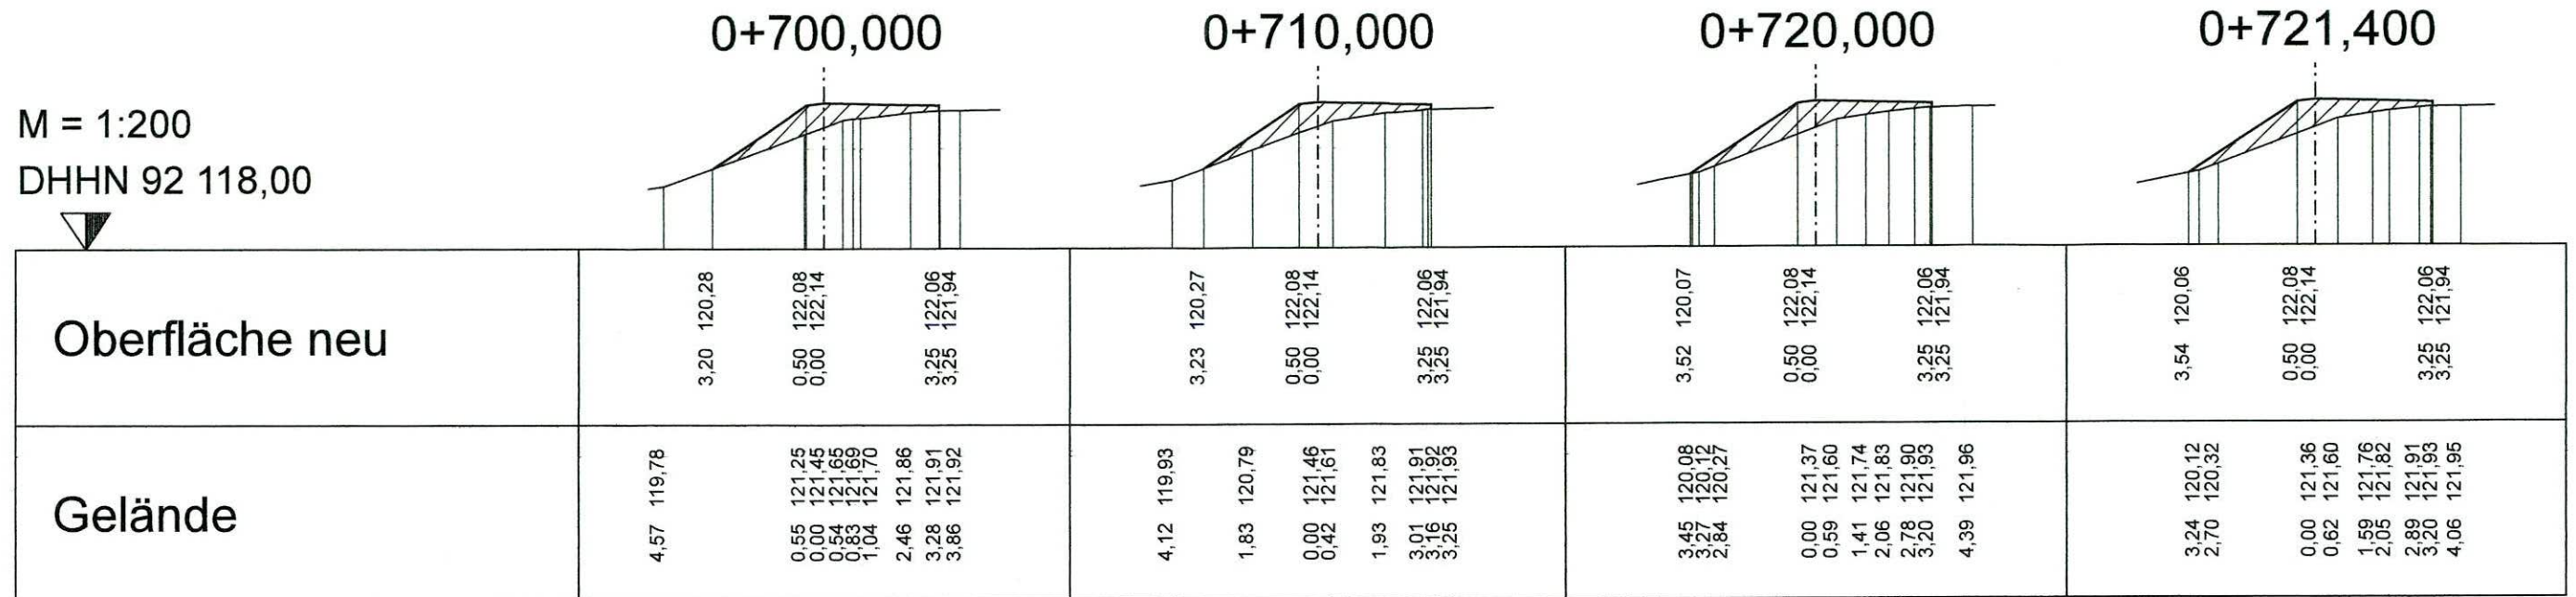 0+700,000 0+710,000 0+720,000 0+721,400
M = 1:200
DHHN 92 118,00
Oberfläche neu
120,28 122,08 122,14 122,06 121,94
3,20 0,50 0,00 3,25 3,25
120,27 122,08 122,14 122,06 121,94
3,23 0,50 0,00 3,25 3,25
120,07 122,08 122,14 122,06 121,94
3,52 0,50 0,00 3,25 3,25
120,06 122,08 122,14 122,06 121,94
3,54 0,50 0,00 3,25 3,25
Gelände
119,78 121,25 121,45 121,65 121,69 121,70 121,86 121,91 121,92
4,57 0,55 0,00 0,54 0,83 1,04 2,46 3,28 3,86
119,93 120,79 121,46 121,61 121,83 121,91 121,92 121,93
4,12 1,83 0,00 0,42 1,93 3,01 3,16 3,25
120,08 120,12 120,27 121,37 121,60 121,74 121,83 121,90 121,93 121,96
3,45 3,27 2,84 0,00 0,59 1,41 2,06 2,78 3,20 4,39
120,12 120,32 121,36 121,60 121,76 121,82 121,91 121,93 121,95
3,24 2,70 0,00 0,62 1,59 2,05 2,89 3,20 4,06